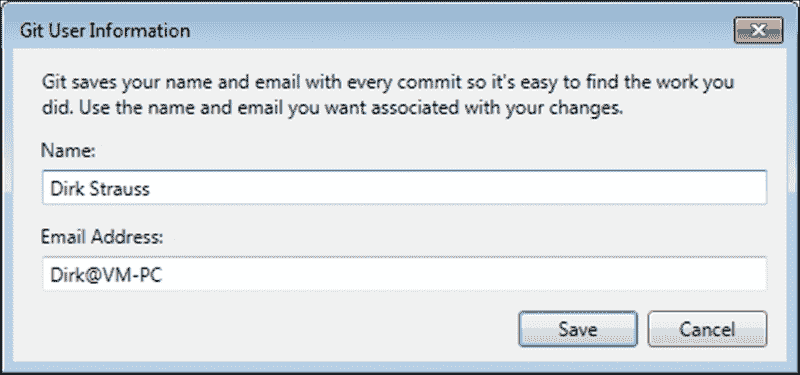 Git User Information
Git saves your name and email with every commit so it's easy to find the work you
did. Use the name and email you want associated with your changes.
Name:
Dirk Strauss
Email Address:
Dirk@VM-PC
Save Cancel